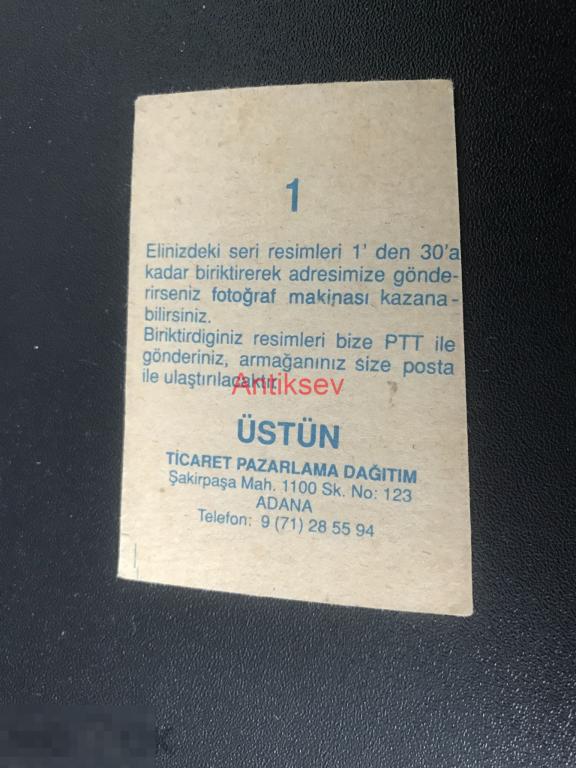 1
Elinizdeki seri resimleri 1' den 30'a
kadar biriktirerek adresimize gönde-
rirseniz fotoğraf makinası kazana-
bilirsiniz.
Biriktirdiginiz resimleri bize PTT ile
gönderiniz, armağanınız size posta
ile ulaştırılacaktır.
Antiksev
ÜSTÜN
TİCARET PAZARLAMA DAĞITIM
Şakirpaşa Mah. 1100 Sk. No: 123
ADANA
Telefon: 9 (71) 28 55 94